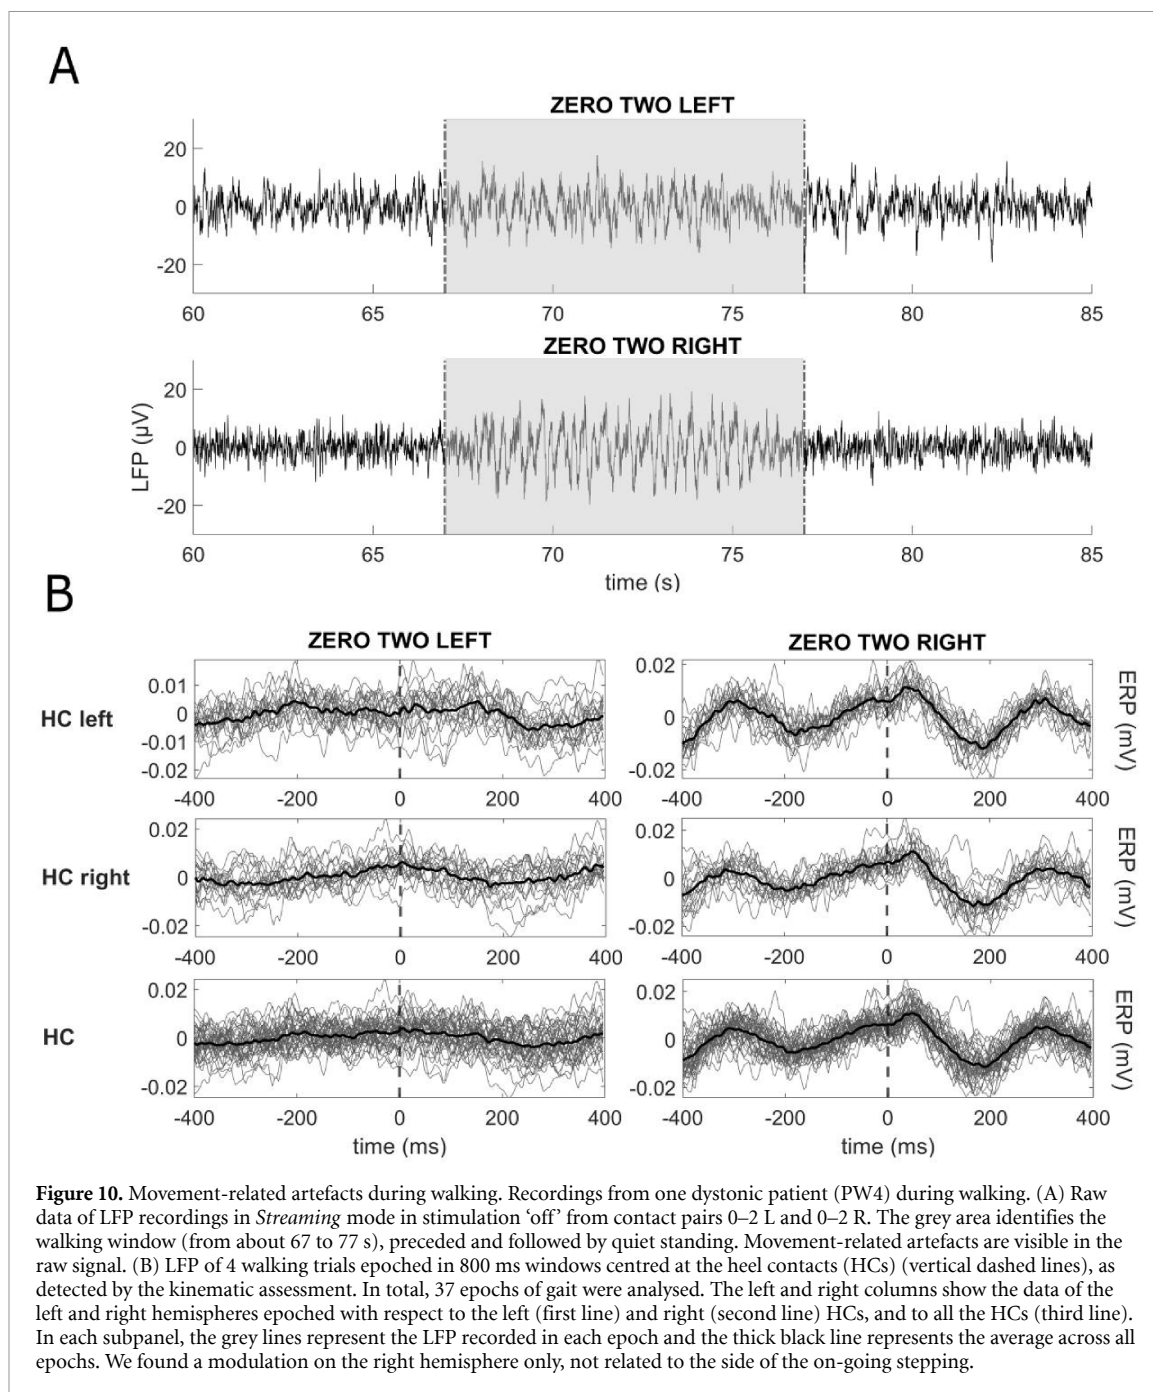 A
ZERO TWO LEFT
20
0
-20
60 65 70 75 80 85
ZERO TWO RIGHT
LFP (μV)
20
0
-20
60 65 70 75 80 85
time (s)
B
ZERO TWO LEFT ZERO TWO RIGHT
HC left
0.01
0
-0.01
-0.02
-400 -200 0 200 400
0.02
0
-0.02
-400 -200 0 200 400
ERP (mV)
HC right
0.02
0
-0.02
-400 -200 0 200 400
0.02
0
-0.02
-400 -200 0 200 400
ERP (mV)
HC
0.02
0
-0.02
-400 -200 0 200 400
time (ms)
0.02
0
-0.02
-400 -200 0 200 400
time (ms)
ERP (mV)
Figure 10. Movement-related artefacts during walking. Recordings from one dystonic patient (PW4) during walking. (A) Raw
data of LFP recordings in Streaming mode in stimulation ‘off’ from contact pairs 0–2 L and 0–2 R. The grey area identifies the
walking window (from about 67 to 77 s), preceded and followed by quiet standing. Movement-related artefacts are visible in the
raw signal. (B) LFP of 4 walking trials epoched in 800 ms windows centred at the heel contacts (HCs) (vertical dashed lines), as
detected by the kinematic assessment. In total, 37 epochs of gait were analysed. The left and right columns show the data of the
left and right hemispheres epoched with respect to the left (first line) and right (second line) HCs, and to all the HCs (third line).
In each subpanel, the grey lines represent the LFP recorded in each epoch and the thick black line represents the average across all
epochs. We found a modulation on the right hemisphere only, not related to the side of the on-going stepping.